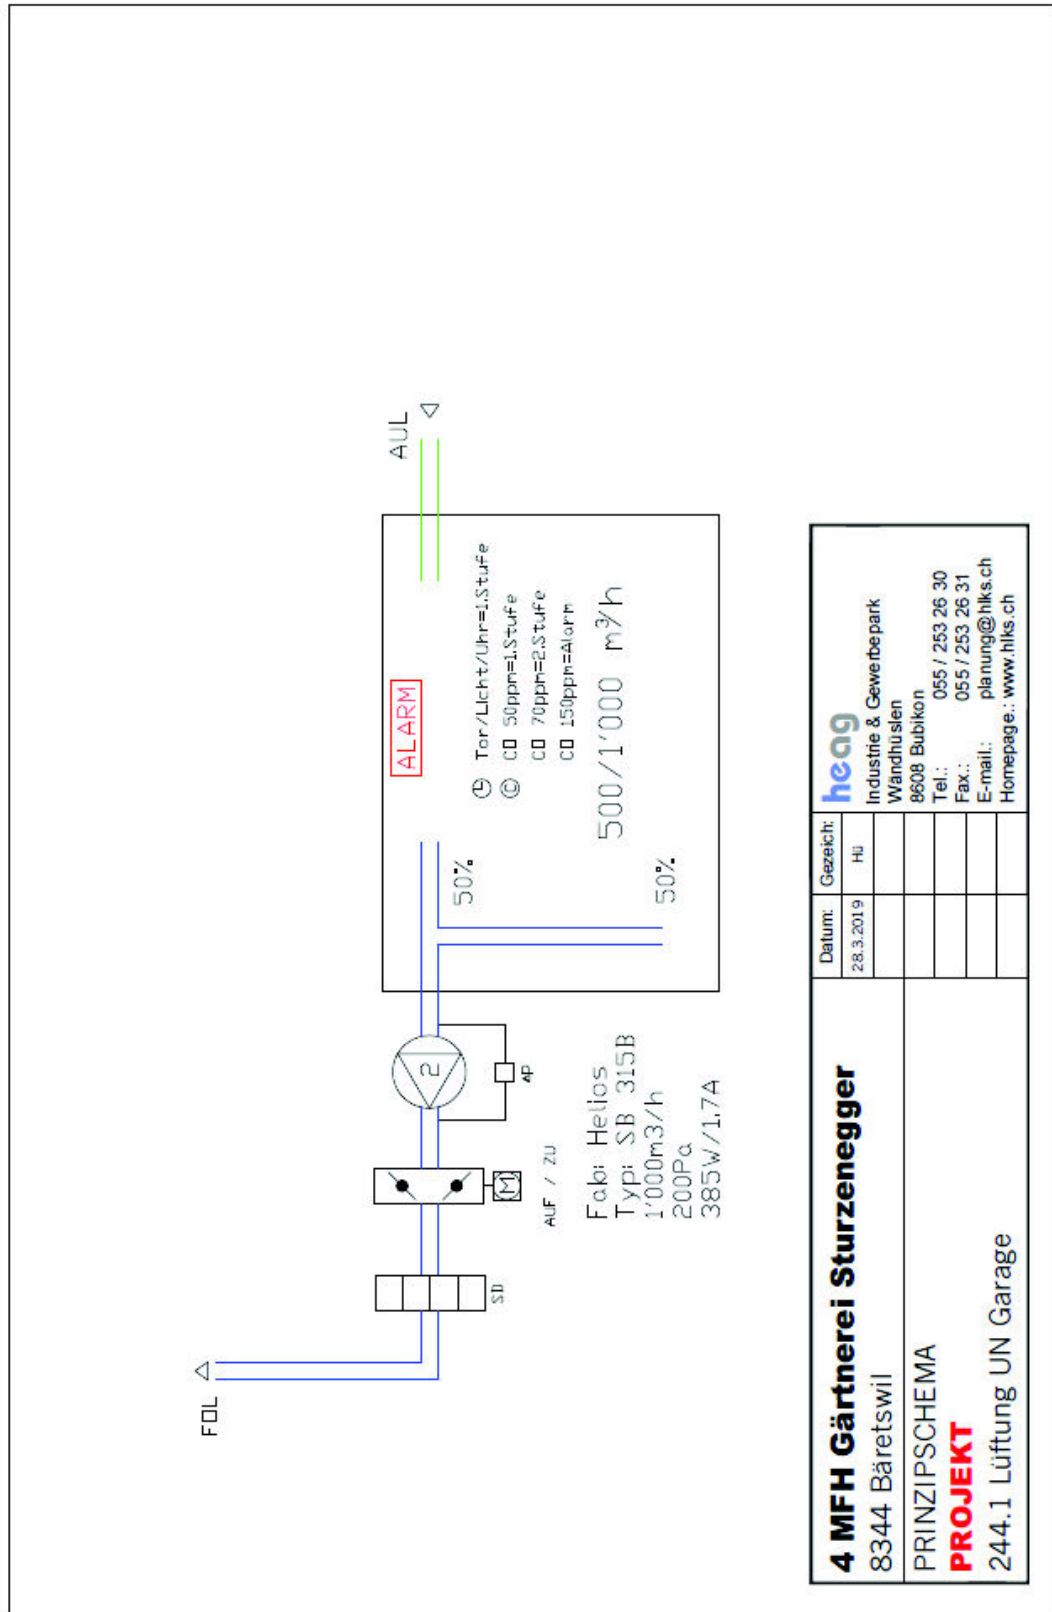 FOL
AUL
ALARM
Tor/Licht/Uhr=1.Stufe
© CO 50ppm=1.Stufe
CO 70ppm=2.Stufe
CO 150ppm=Alarm
500/1'000 m³/h
50%
50%
2
ΔP
M
AUF / ZU
SD
Fab: Helios
Typ: SB 315B
1'000m3/h
200Pa
385W/1.7A
4 MFH Gärtnerei Sturzenegger
8344 Bäretswil
PRINZIPSCHEMA
PROJEKT
244.1 Lüftung UN Garage
Datum: Gezeich:
28.3.2019 Hü
heag
Industrie & Gewerbepark
Wändhüslen
8608 Bubikon
Tel.: 055 / 253 26 30
Fax.: 055 / 253 26 31
E-mail.: planung@hlks.ch
Homepage.: www.hlks.ch